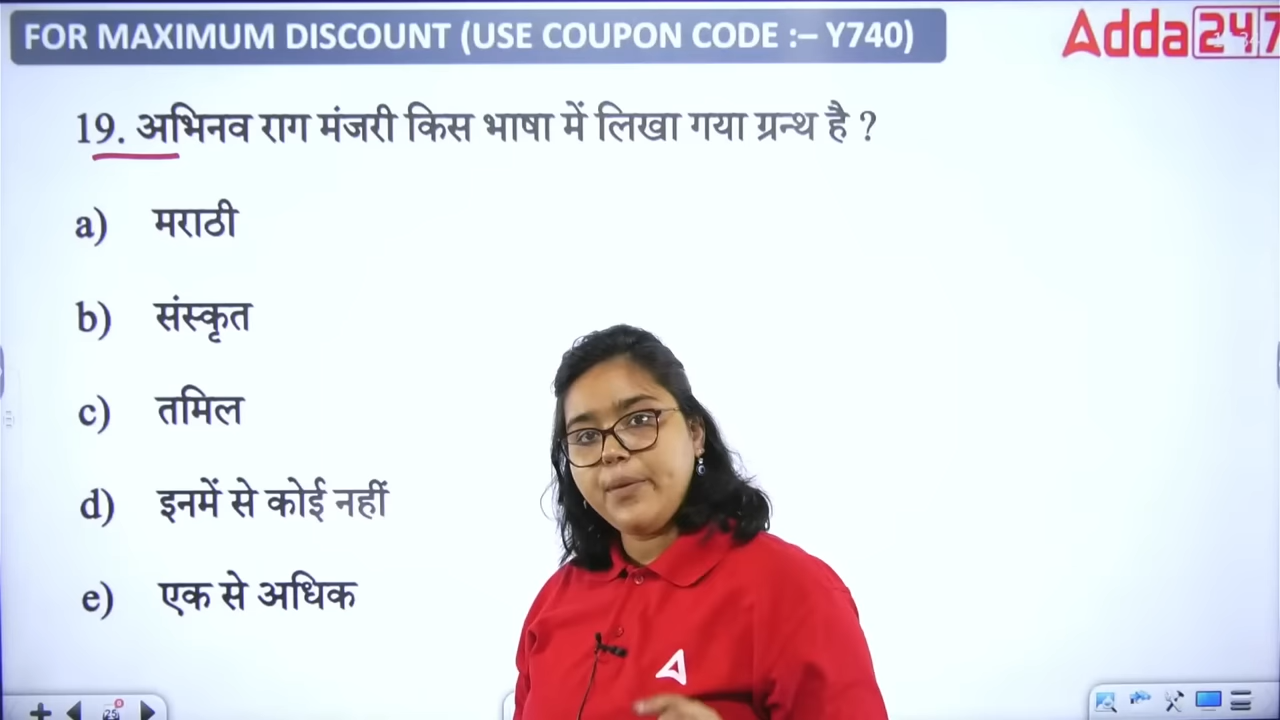 FOR MAXIMUM DISCOUNT (USE COUPON CODE :– Y740)
Adda247
19. अभिनव राग मंजरी किस भाषा में लिखा गया ग्रन्थ है ?
a) मराठी
b) संस्कृत
c) तमिल
d) इनमें से कोई नहीं
e) एक से अधिक
25